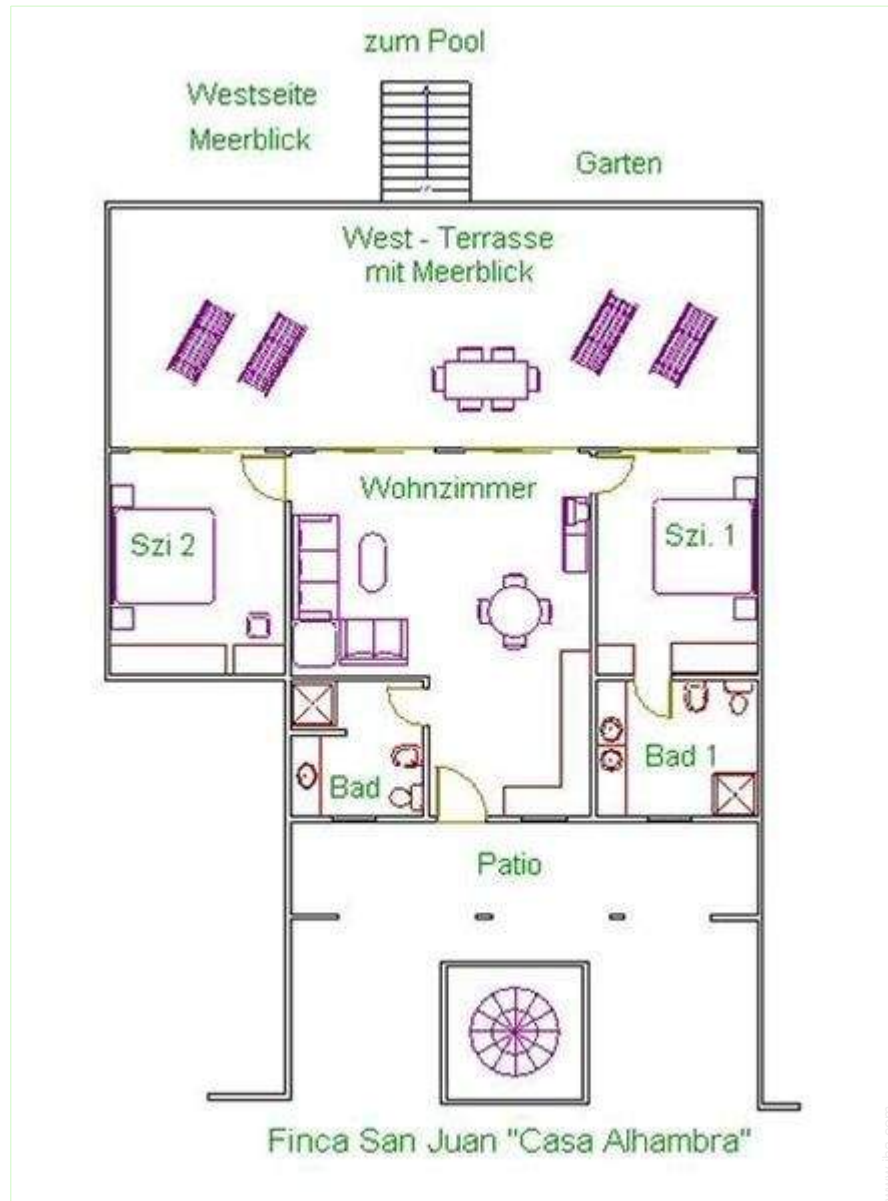 zum Pool
Westseite
Meerblick
Garten
West - Terrasse
mit Meerblick
Wohnzimmer
Szi 2
Szi. 1
Bad
Bad 1
Patio
Finca San Juan "Casa Alhambra"